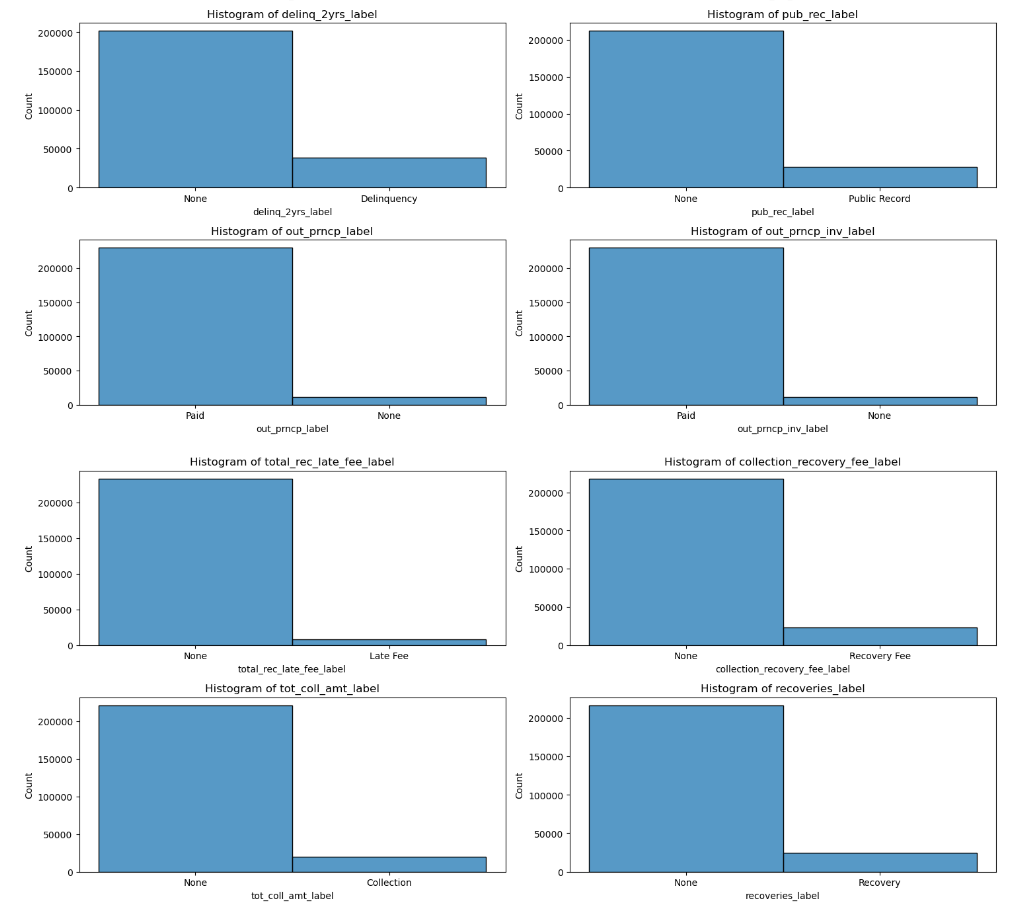 Histogram of delinq_2yrs_label
200000
150000
100000
50000
0
Count
None
Delinquency
delinq_2yrs_label
Histogram of pub_rec_label
200000
150000
100000
50000
0
Count
None
Public Record
pub_rec_label
Histogram of out_prncp_label
200000
150000
100000
50000
0
Count
Paid
None
out_prncp_label
Histogram of out_prncp_inv_label
200000
150000
100000
50000
0
Count
Paid
None
out_prncp_inv_label
Histogram of total_rec_late_fee_label
200000
150000
100000
50000
0
Count
None
Late Fee
total_rec_late_fee_label
Histogram of collection_recovery_fee_label
200000
150000
100000
50000
0
Count
None
Recovery Fee
collection_recovery_fee_label
Histogram of tot_coll_amt_label
200000
150000
100000
50000
0
Count
None
Collection
tot_coll_amt_label
Histogram of recoveries_label
200000
150000
100000
50000
0
Count
None
Recovery
recoveries_label